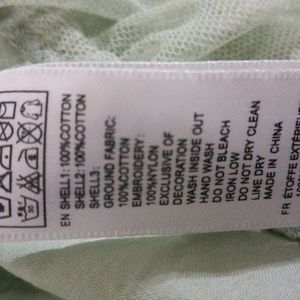 EN SHELL1: 100%COTTON
SHELL2: 100%COTTON
SHELL3:
GROUND FABRIC:
100%COTTON
EMBROIDERY:
100%NYLON
EXCLUSIVE OF
DECORATION
WASH INSIDE OUT
HAND WASH
DO NOT BLEACH
IRON LOW
DO NOT DRY CLEAN
LINE DRY
MADE IN CHINA
FR ÉTOFFE EXTÉRIE